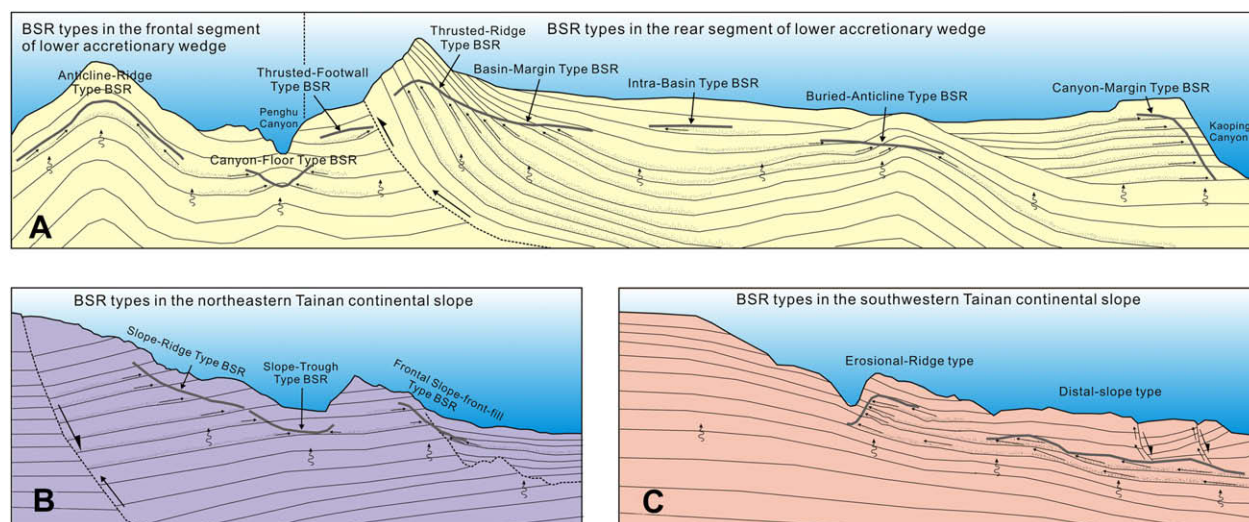 BSR types in the frontal segment
of lower accretionary wedge
BSR types in the rear segment of lower accretionary wedge
Anticline-Ridge
Type BSR
Thrusted-Footwall
Type BSR
Penghu
Canyon
Canyon-Floor Type BSR
Thrusted-Ridge
Type BSR
Basin-Margin Type BSR
Intra-Basin Type BSR
Buried-Anticline Type BSR
Canyon-Margin Type BSR
Kaoping
Canyon
A
BSR types in the northeastern Tainan continental slope
Slope-Ridge Type BSR
Slope-Trough
Type BSR
Frontal Slope-front-fill
Type BSR
B
BSR types in the southwestern Tainan continental slope
Erosional-Ridge type
Distal-slope type
C